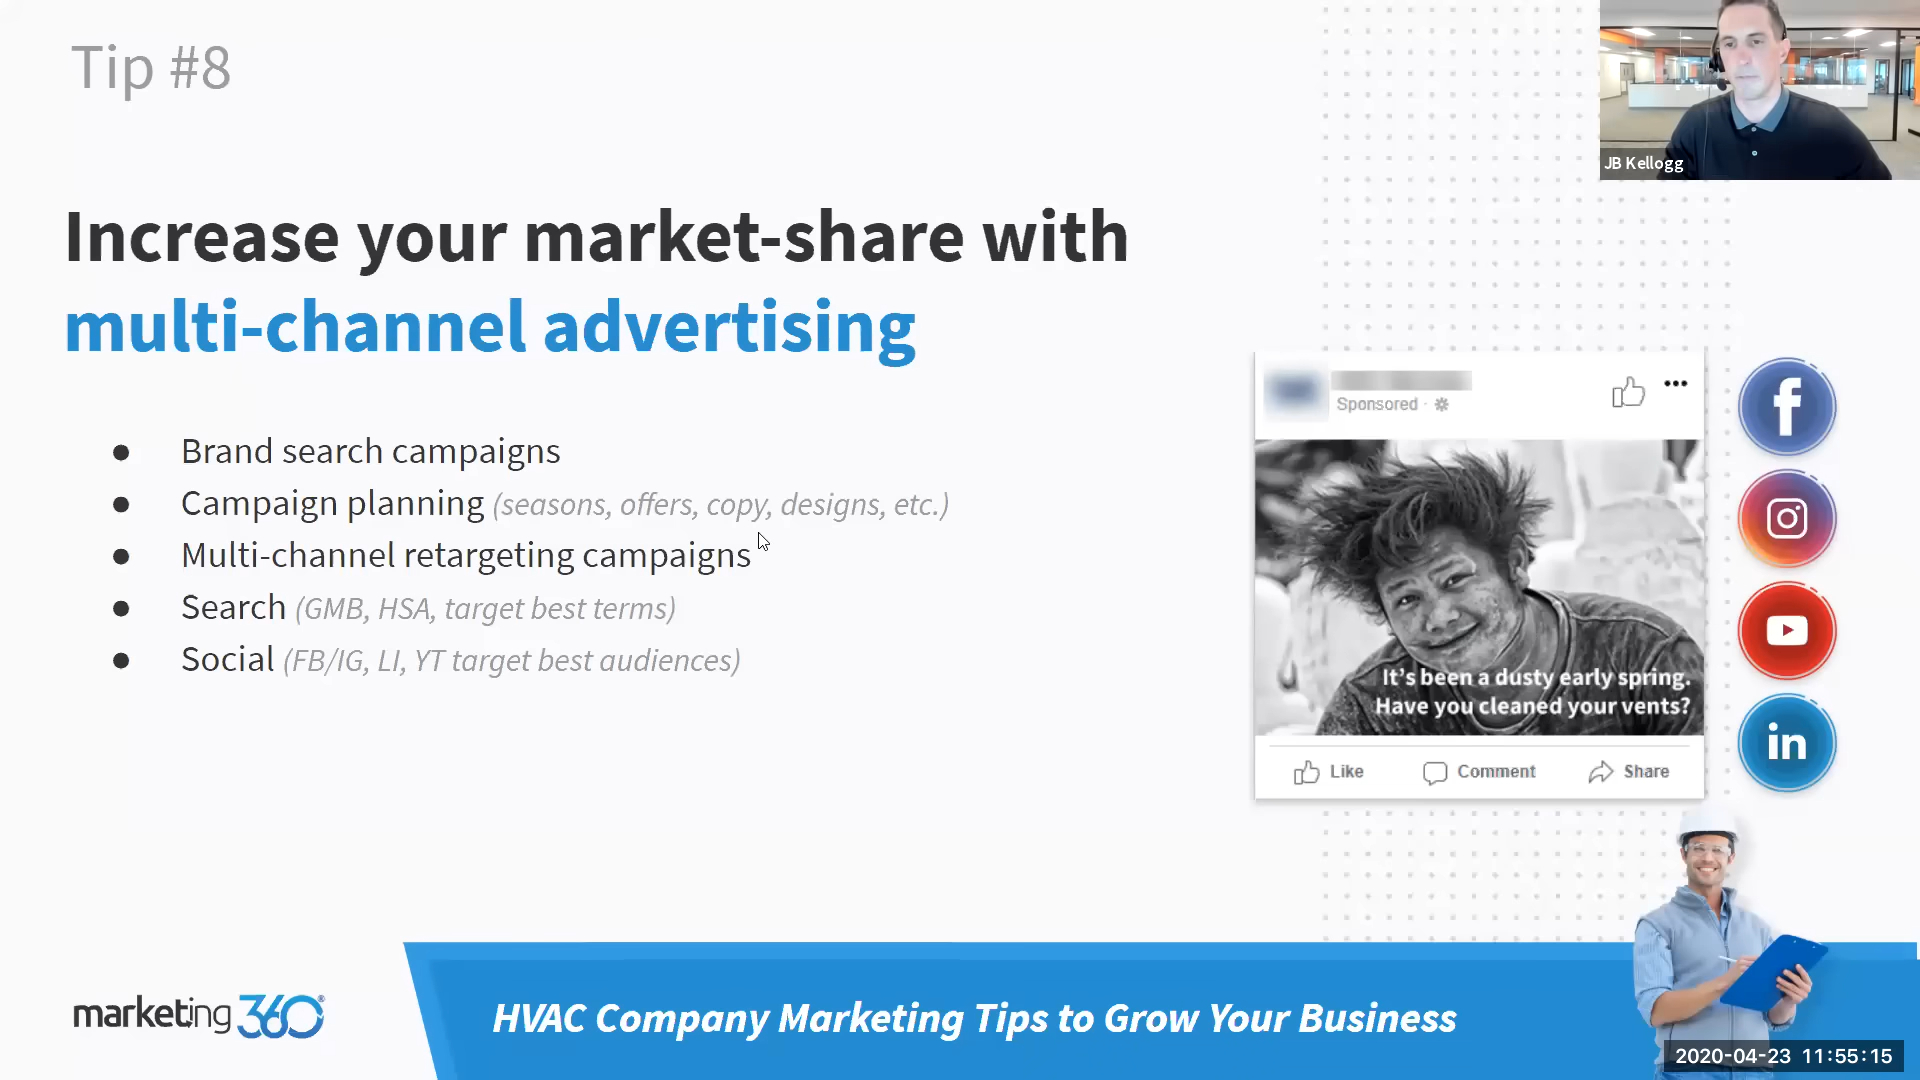 Tip #8
JB Kellogg
Increase your market-share with
multi-channel advertising
● Brand search campaigns
● Campaign planning (seasons, offers, copy, designs, etc.)
● Multi-channel retargeting campaigns
● Search (GMB, HSA, target best terms)
● Social (FB/IG, LI, YT target best audiences)
Sponsored ·
It's been a dusty early spring.
Have you cleaned your vents?
Like Comment Share
f
in
marketing 360®
HVAC Company Marketing Tips to Grow Your Business
2020-04-23 11:55:15